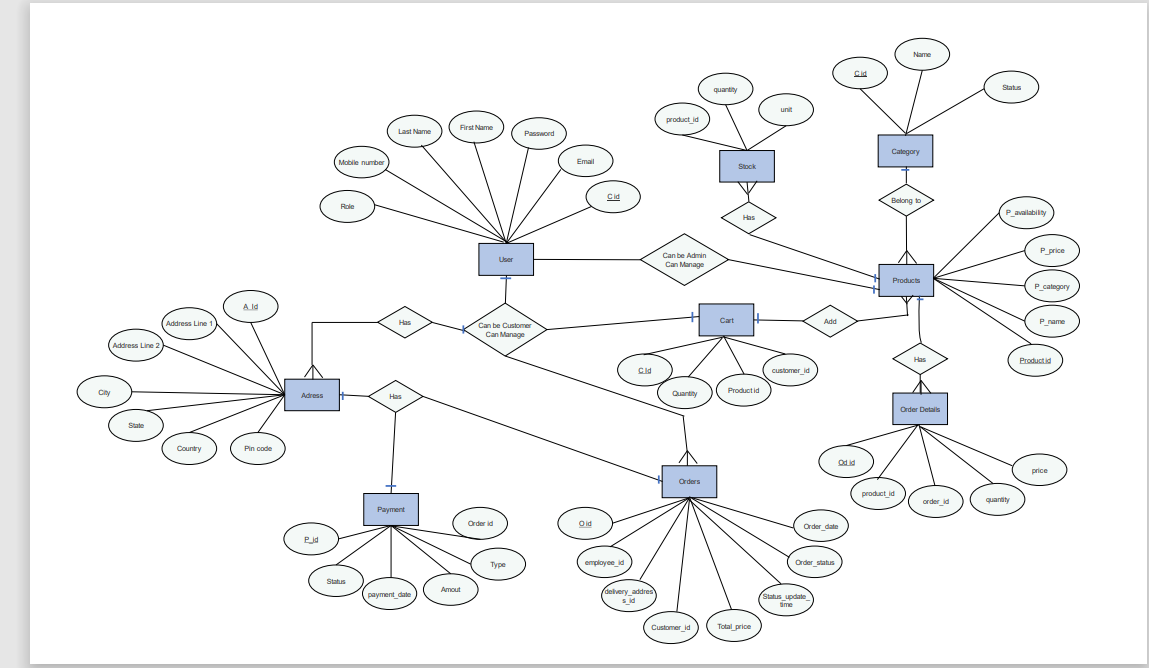 Name
C id
Status
quantity
product_id
unit
Last Name
First Name
Password
Mobile number
Email
Role
C id
Stock
Category
Belong to
Has
P_availability
User
Can be Admin
Can Manage
P_price
Products
P_category
A_Id
Address Line 1
Address Line 2
Has
Can be Customer
Can Manage
Cart
Add
P_name
Has
Product id
C Id
customer_id
Quantity
Product id
City
Adress
Has
Order Details
State
Country
Pin code
Od id
price
product_id
order_id
quantity
Orders
Payment
Order id
O id
Order_date
P_id
Status
payment_date
Amout
Type
employee_id
Order_status
delivery_addres
s_id
Status_update_
time
Customer_id
Total_price